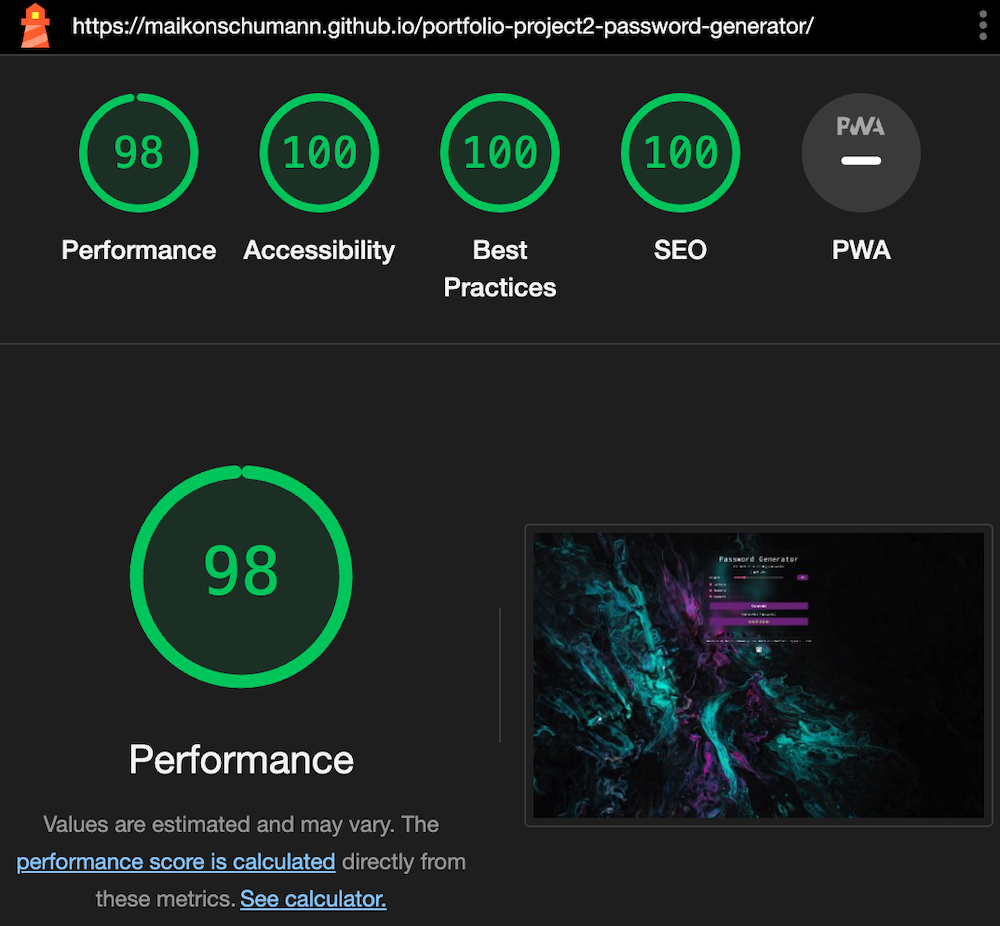 https://maikonschumann.github.io/portfolio-project2-password-generator/
98
100
100
100
PWA
Performance
Accessibility
Best
Practices
SEO
PWA
98
Performance
Values are estimated and may vary. The
performance score is calculated directly from
these metrics. See calculator.
Password Generator